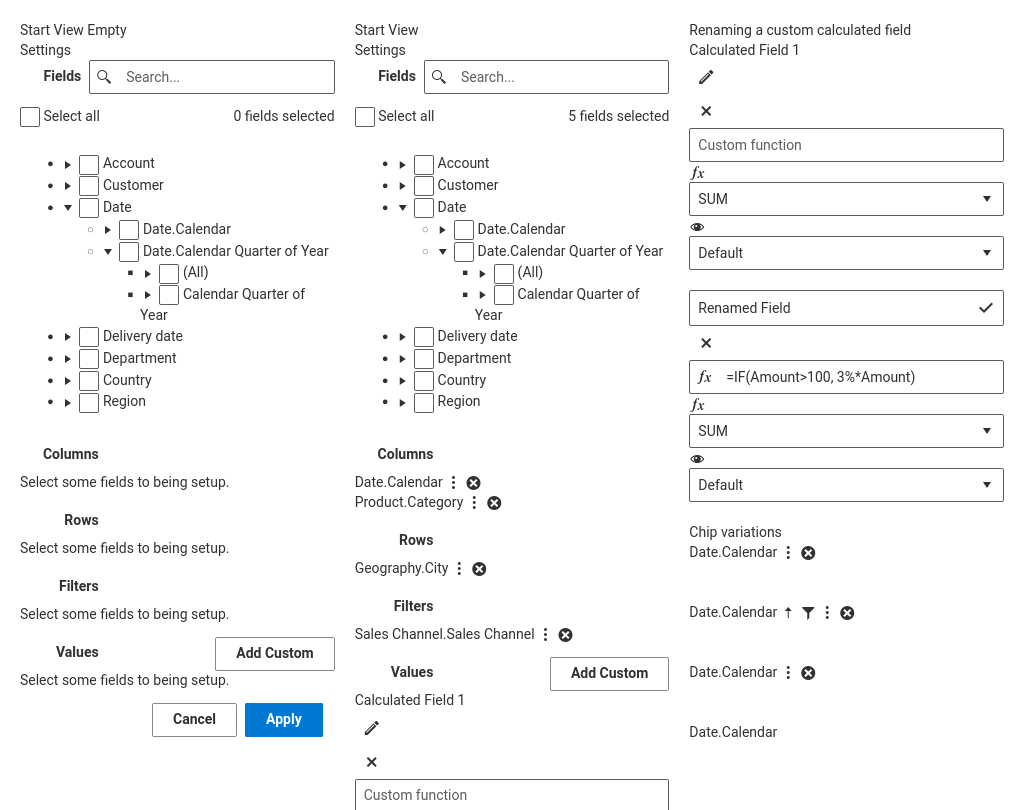 Start View Empty
Settings
Fields
Search...
Select all
0 fields selected
Account
Customer
Date
Date.Calendar
Date.Calendar Quarter of Year
(All)
Calendar Quarter of
Year
Delivery date
Department
Country
Region
Columns
Select some fields to being setup.
Rows
Select some fields to being setup.
Filters
Select some fields to being setup.
Values
Add Custom
Select some fields to being setup.
Cancel
Apply
Start View
Settings
Fields
Search...
Select all
5 fields selected
Account
Customer
Date
Date.Calendar
Date.Calendar Quarter of Year
(All)
Calendar Quarter of
Year
Delivery date
Department
Country
Region
Columns
Date.Calendar
Product.Category
Rows
Geography.City
Filters
Sales Channel.Sales Channel
Values
Add Custom
Calculated Field 1
Custom function
Renaming a custom calculated field
Calculated Field 1
Custom function
fx
SUM
Default
Renamed Field
fx =IF(Amount>100, 3%*Amount)
fx
SUM
Default
Chip variations
Date.Calendar
Date.Calendar
Date.Calendar
Date.Calendar